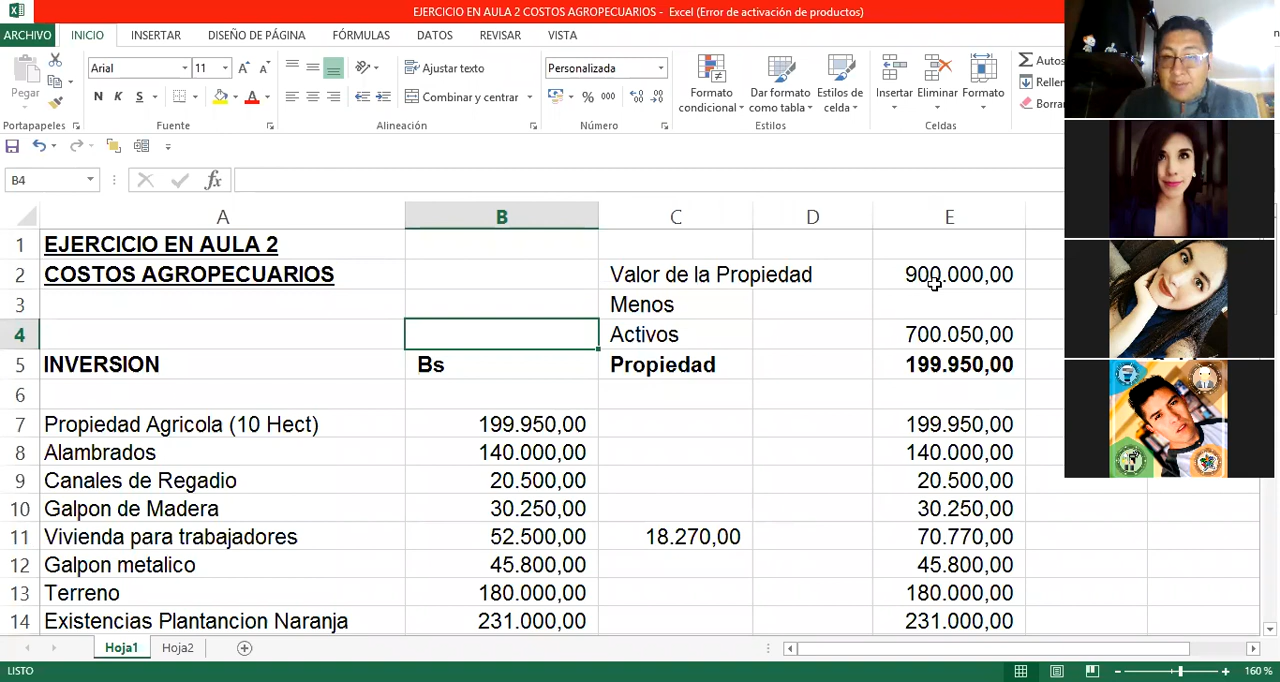 EJERCICIO EN AULA 2 COSTOS AGROPECUARIOS - Excel (Error de activación de productos)
ARCHIVO INICIO INSERTAR DISEÑO DE PÁGINA FÓRMULAS DATOS REVISAR VISTA
Pegar
Arial 11
N K S
Ajustar texto
Combinar y centrar
Personalizada
% 000
Formato condicional
Dar formato como tabla
Estilos de celda
Insertar Eliminar Formato
Autos
Rellen
Borra
Portapapeles Fuente Alineación Número Estilos Celdas
B4 fx
A B C D E
1 EJERCICIO EN AULA 2
2 COSTOS AGROPECUARIOS Valor de la Propiedad 900.000,00
3 Menos
4 Activos 700.050,00
5 INVERSION Bs Propiedad 199.950,00
6
7 Propiedad Agricola (10 Hect) 199.950,00 199.950,00
8 Alambrados 140.000,00 140.000,00
9 Canales de Regadio 20.500,00 20.500,00
10 Galpon de Madera 30.250,00 30.250,00
11 Vivienda para trabajadores 52.500,00 18.270,00 70.770,00
12 Galpon metalico 45.800,00 45.800,00
13 Terreno 180.000,00 180.000,00
14 Existencias Plantancion Naranja 231.000,00 231.000,00
Hoja1 Hoja2
LISTO 160 %